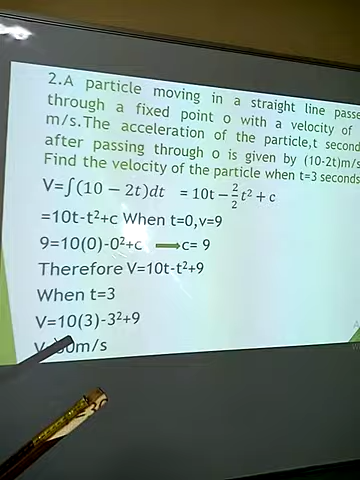 2.A particle moving in a straight line passe
through a fixed point o with a velocity of
m/s.The acceleration of the particle,t second
after passing through o is given by (10-2t)m/s
Find the velocity of the particle when t=3 seconds
V=∫(10 − 2t)dt = 10t − 2/2 t² + c
=10t-t²+c When t=0,v=9
9=10(0)-0²+c ⟹c= 9
Therefore V=10t-t²+9
When t=3
V=10(3)-3²+9
0m/s